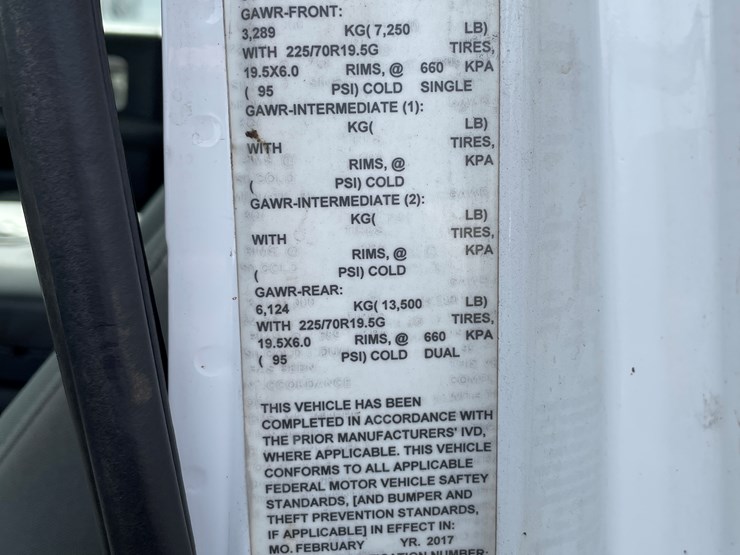 GAWR-FRONT:
3,289 KG( 7,250 LB)
WITH 225/70R19.5G TIRES,
19.5X6.0 RIMS, @ 660 KPA
( 95 PSI) COLD SINGLE
GAWR-INTERMEDIATE (1):
KG( LB)
WITH TIRES,
RIMS, @ KPA
( PSI) COLD
GAWR-INTERMEDIATE (2):
KG( LB)
WITH TIRES,
RIMS, @ KPA
( PSI) COLD
GAWR-REAR:
6,124 KG( 13,500 LB)
WITH 225/70R19.5G TIRES,
19.5X6.0 RIMS, @ 660 KPA
( 95 PSI) COLD DUAL
THIS VEHICLE HAS BEEN
COMPLETED IN ACCORDANCE WITH
THE PRIOR MANUFACTURERS' IVD,
WHERE APPLICABLE. THIS VEHICLE
CONFORMS TO ALL APPLICABLE
FEDERAL MOTOR VEHICLE SAFTEY
STANDARDS, [AND BUMPER AND
THEFT PREVENTION STANDARDS,
IF APPLICABLE] IN EFFECT IN:
MO. FEBRUARY YR. 2017
NUMBER: